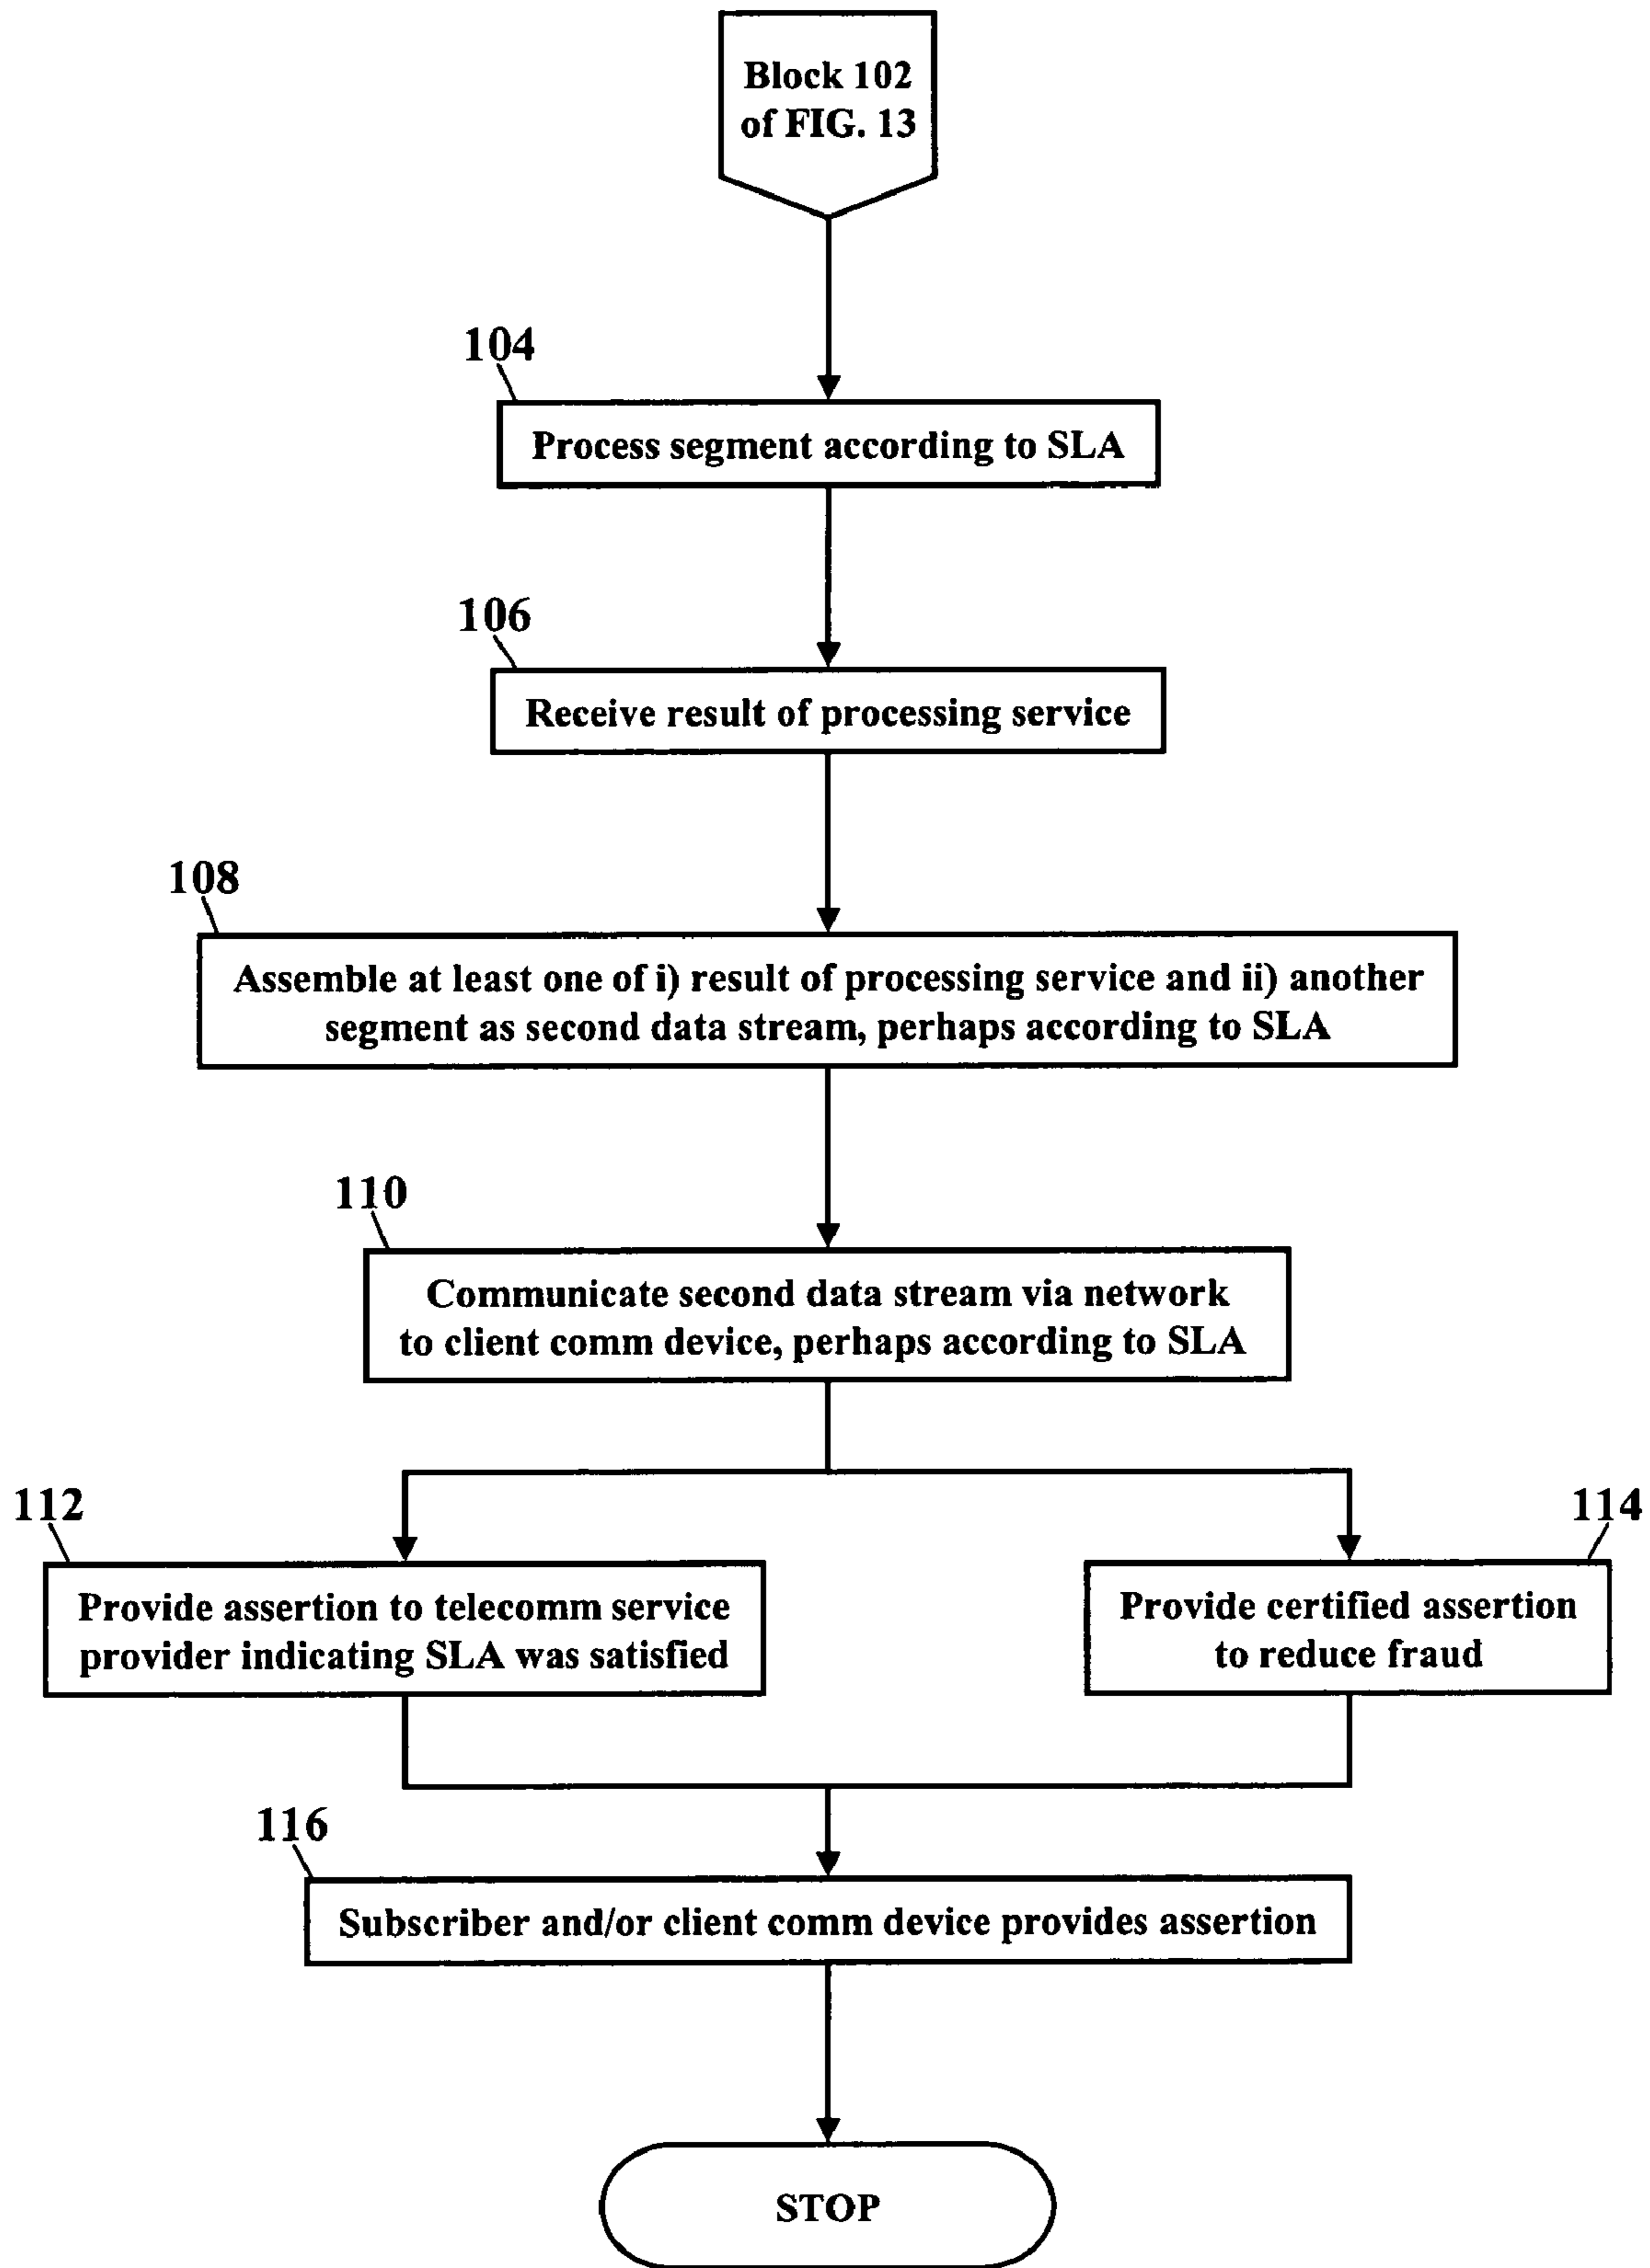 Block 102
of FIG. 13
104
Process segment according to SLA
106
Receive result of processing service
108
Assemble at least one of i) result of processing service and ii) another
segment as second data stream, perhaps according to SLA
110
Communicate second data stream via network
to client comm device, perhaps according to SLA
112
Provide assertion to telecomm service
provider indicating SLA was satisfied
114
Provide certified assertion
to reduce fraud
116
Subscriber and/or client comm device provides assertion
STOP